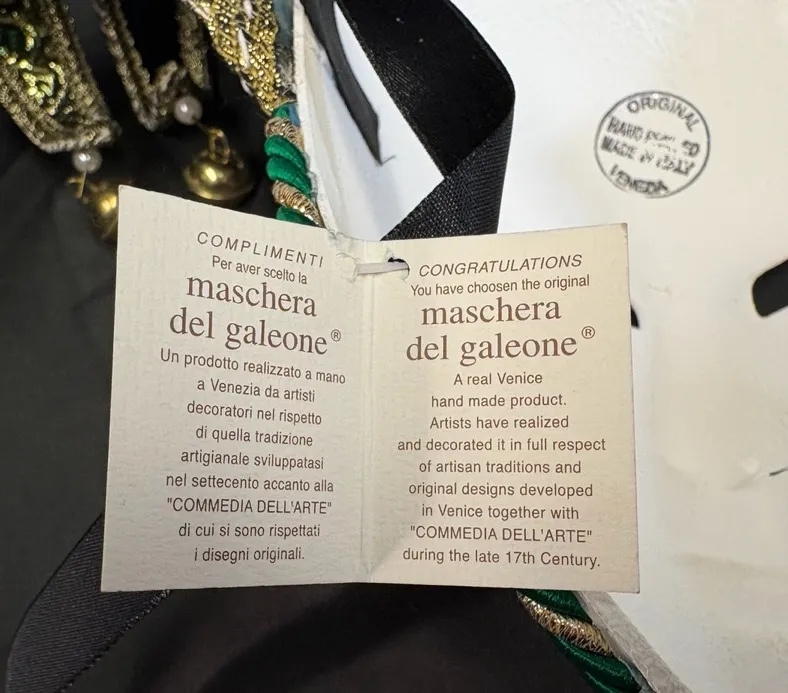 COMPLIMENTI
Per aver scelto la
maschera
del galeone®
Un prodotto realizzato a mano
a Venezia da artisti
decoratori nel rispetto
di quella tradizione
artigianale sviluppatasi
nel settecento accanto alla
"COMMEDIA DELL'ARTE"
di cui si sono rispettati
i disegni originali.
CONGRATULATIONS
You have choosen the original
maschera
del galeone®
A real Venice
hand made product.
Artists have realized
and decorated it in full respect
of artisan traditions and
original designs developed
in Venice together with
"COMMEDIA DELL'ARTE"
during the late 17th Century.
ORIGINAL
HAND
MADE IN ITALY